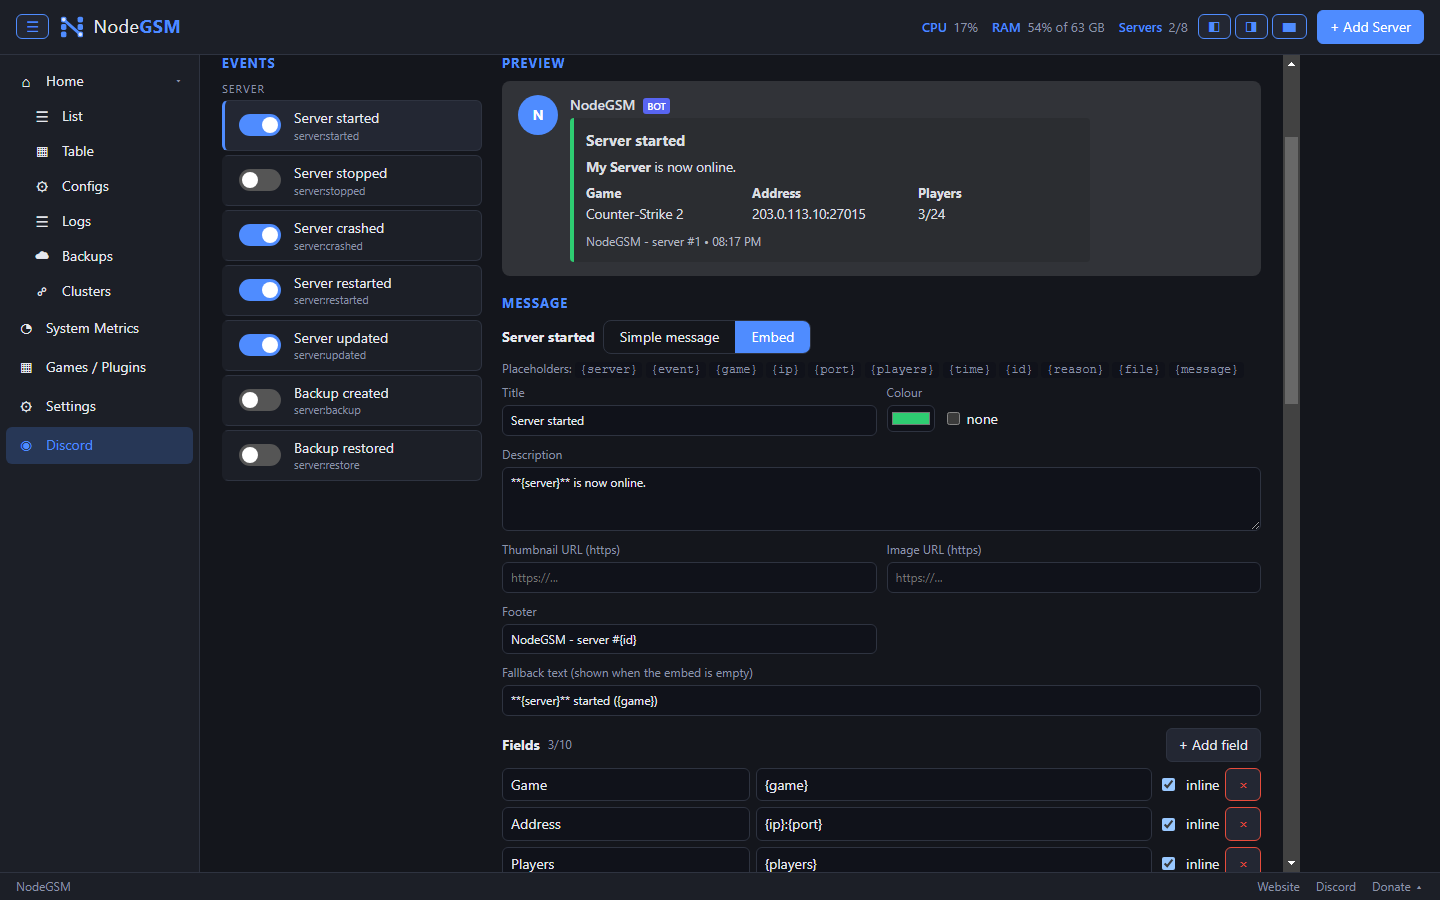 NodeGSM
CPU 17% RAM 54% of 63 GB Servers 2/8
+ Add Server
Home
List
Table
Configs
Logs
Backups
Clusters
System Metrics
Games / Plugins
Settings
Discord
EVENTS
SERVER
Server started
server:started
Server stopped
server:stopped
Server crashed
server:crashed
Server restarted
server:restarted
Server updated
server:updated
Backup created
server:backup
Backup restored
server:restore
PREVIEW
N
NodeGSM BOT
Server started
My Server is now online.
Game Address Players
Counter-Strike 2 203.0.113.10:27015 3/24
NodeGSM - server #1 • 08:17 PM
MESSAGE
Server started Simple message Embed
Placeholders: {server} {event} {game} {ip} {port} {players} {time} {id} {reason} {file} {message}
Title Colour
Server started none
Description
**{server}** is now online.
Thumbnail URL (https) Image URL (https)
https://... https://...
Footer
NodeGSM - server #{id}
Fallback text (shown when the embed is empty)
**{server}** started ({game})
Fields 3/10 + Add field
Game {game} inline ×
Address {ip}:{port} inline ×
Players {players} inline ×
NodeGSM Website Discord Donate